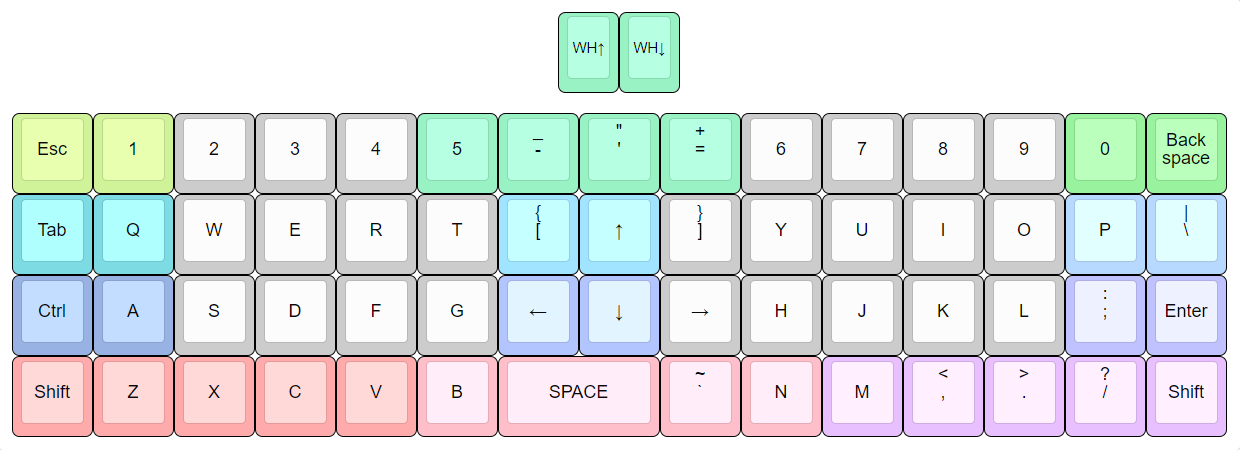 WH↑ WH↓
Esc 1 2 3 4 5 _ - " ' + = 6 7 8 9 0 Back space
Tab Q W E R T { [ ↑ } ] Y U I O P | \
Ctrl A S D F G ← ↓ → H J K L : ; Enter
Shift Z X C V B SPACE ~ ` N M < , > . ? / Shift